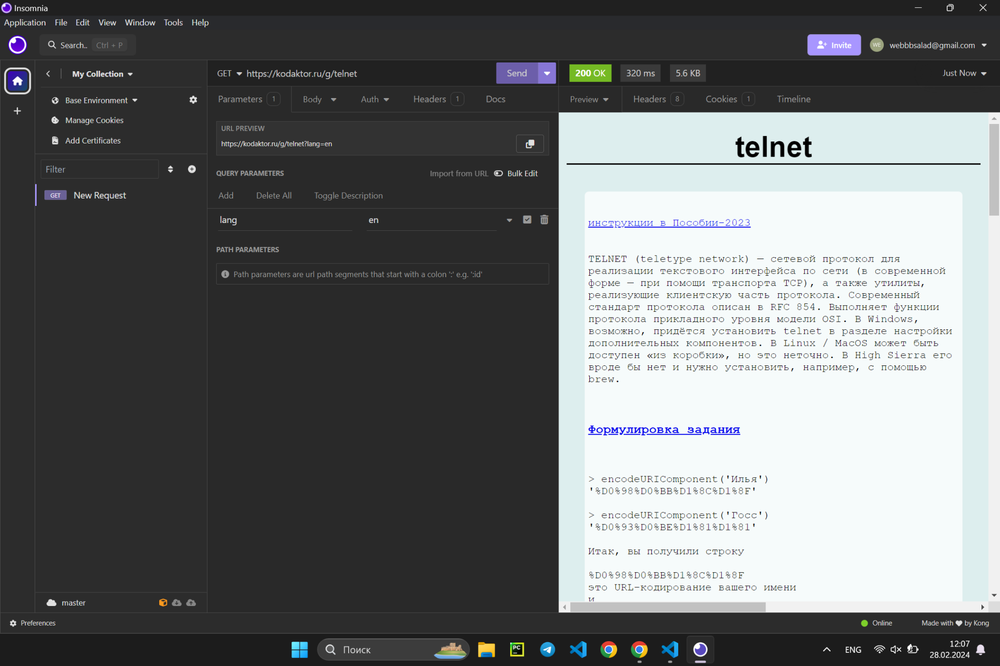 Insomnia
Application File Edit View Window Tools Help
Search.. Ctrl + P
Invite
WE webbbsalad@gmail.com
My Collection
GET https://kodaktor.ru/g/telnet
Send
200 OK 320 ms 5.6 KB
Just Now
Base Environment
Manage Cookies
Add Certificates
Filter
GET New Request
Parameters 1 Body Auth Headers 1 Docs
URL PREVIEW
https://kodaktor.ru/g/telnet?lang=en
QUERY PARAMETERS
Import from URL Bulk Edit
Add Delete All Toggle Description
lang en
PATH PARAMETERS
Path parameters are url path segments that start with a colon ':' e.g. ':id'
Preview Headers 8 Cookies 1 Timeline
telnet
инструкции в Пособии-2023
TELNET (teletype network) — сетевой протокол для
реализации текстового интерфейса по сети (в современной
форме — при помощи транспорта TCP), а также утилиты,
реализующие клиентскую часть протокола. Современный
стандарт протокола описан в RFC 854. Выполняет функции
протокола прикладного уровня модели OSI. В Windows,
возможно, придётся установить telnet в разделе настройки
дополнительных компонентов. В Linux / MacOS может быть
доступен «из коробки», но это неточно. В High Sierra его
вроде бы нет и нужно установить, например, с помощью
brew.
Формулировка задания
> encodeURIComponent('Илья')
'%D0%98%D0%BB%D1%8C%D1%8F'
> encodeURIComponent('Госс')
'%D0%93%D0%BE%D1%81%D1%81'
Итак, вы получили строку
%D0%98%D0%BB%D1%8C%D1%8F
это URL-кодирование вашего имени
и
master
Preferences
Online
Made with ❤ by Kong
Поиск
PC
ENG
12:07
28.02.2024